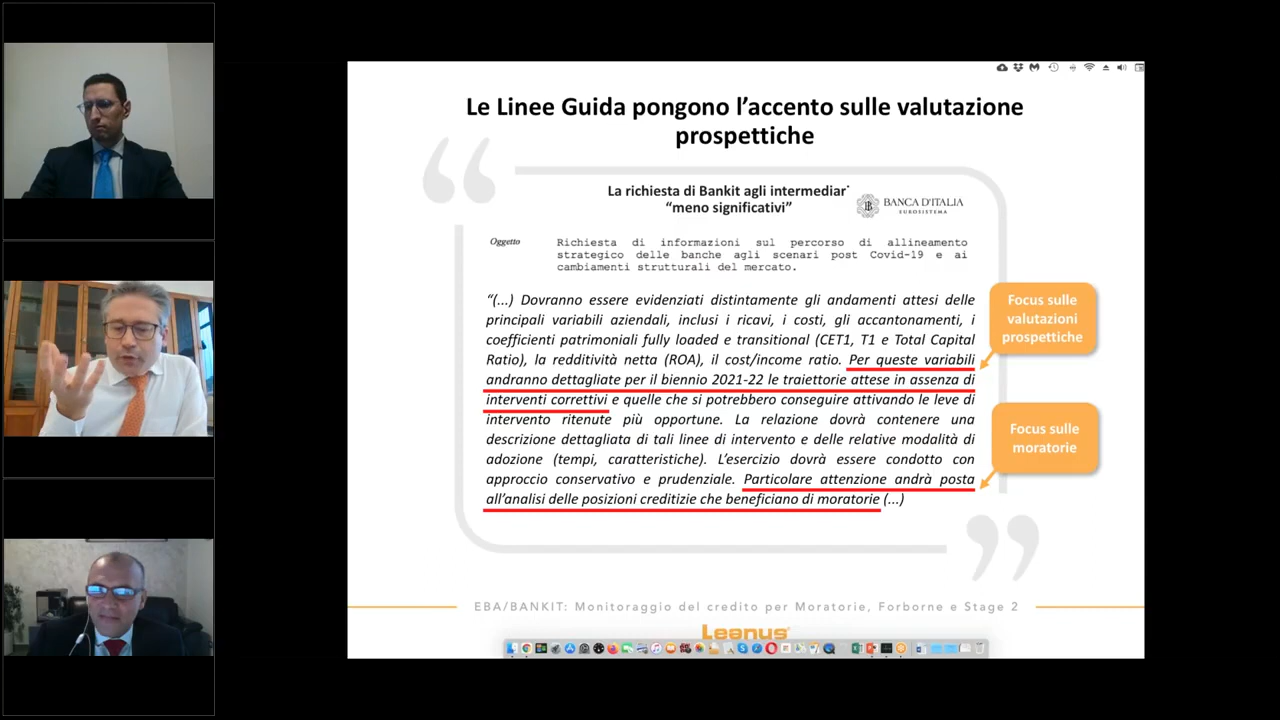 Le Linee Guida pongono l'accento sulle valutazione
prospettiche
La richiesta di Bankit agli intermediar
"meno significativi"
BANCA D'ITALIA
EUROSISTEMA
Oggetto
Richiesta di informazioni sul percorso di allineamento
strategico delle banche agli scenari post Covid-19 e ai
cambiamenti strutturali del mercato.
"(...) Dovranno essere evidenziati distintamente gli andamenti attesi delle
principali variabili aziendali, inclusi i ricavi, i costi, gli accantonamenti, i
coefficienti patrimoniali fully loaded e transitional (CET1, T1 e Total Capital
Ratio), la redditività netta (ROA), il cost/income ratio. Per queste variabili
andranno dettagliate per il biennio 2021-22 le traiettorie attese in assenza di
interventi correttivi e quelle che si potrebbero conseguire attivando le leve di
intervento ritenute più opportune. La relazione dovrà contenere una
descrizione dettagliata di tali linee di intervento e delle relative modalità di
adozione (tempi, caratteristiche). L'esercizio dovrà essere condotto con
approccio conservativo e prudenziale. Particolare attenzione andrà posta
all'analisi delle posizioni creditizie che beneficiano di moratorie (...)
Focus sulle
valutazioni
prospettiche
Focus sulle
moratorie
EBA/BANKIT: Monitoraggio del credito per Moratorie, Forborne e Stage 2
Leanus